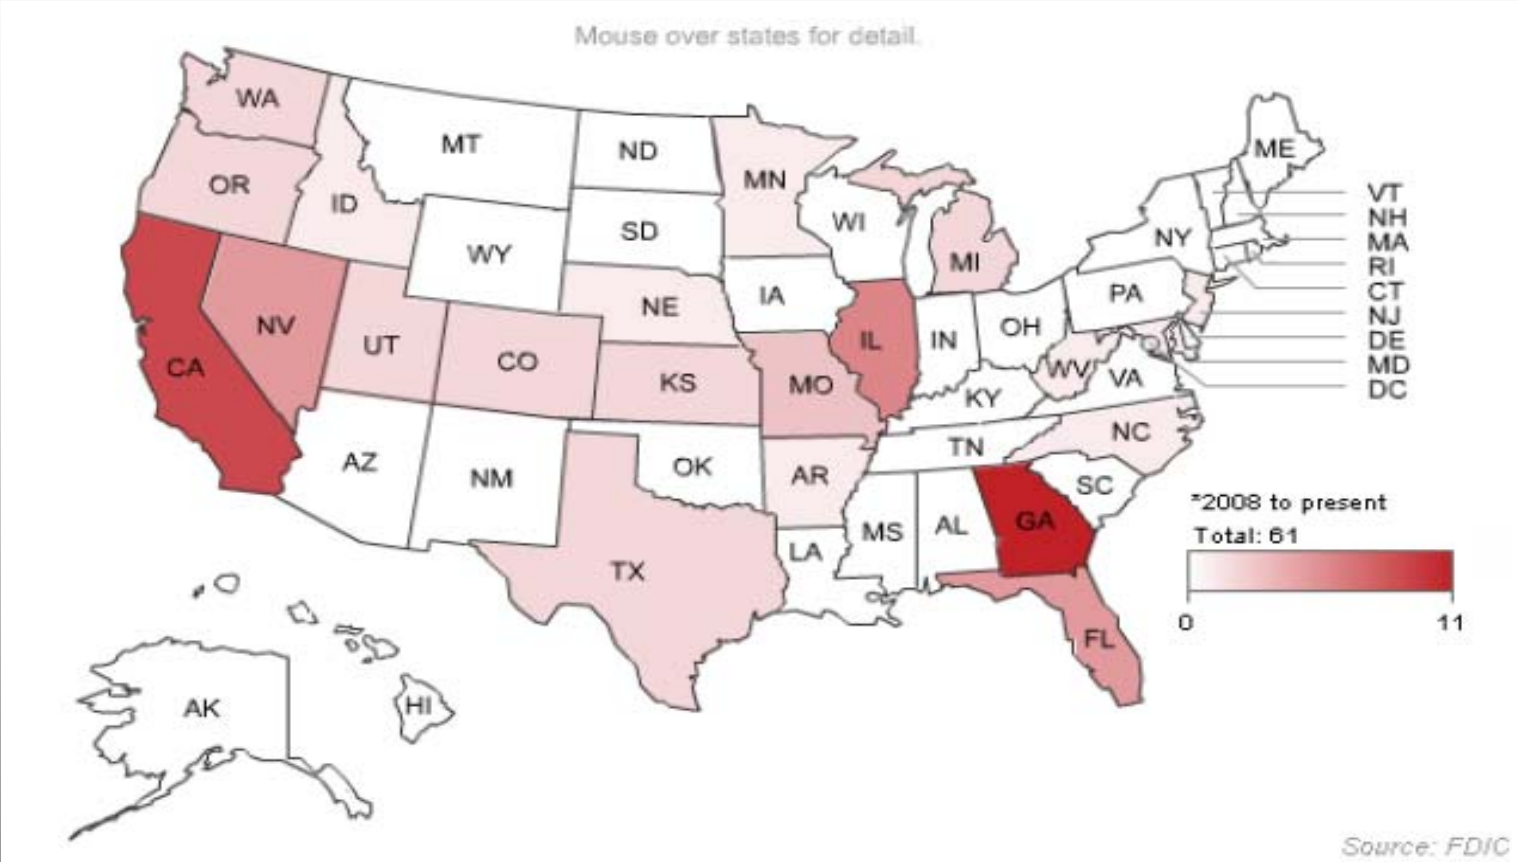 Mouse over states for detail.
WA
MT
ND
ME
OR
ID
MN
VT
WI
NH
SD
NY
MA
WY
MI
RI
CT
IA
PA
NE
NJ
NV
OH
IL
IN
DE
UT
CO
CA
KS
MO
WV
VA
MD
DC
KY
NC
TN
AZ
OK
AR
NM
SC
*2008 to present
GA
MS
AL
Total: 61
LA
TX
0
11
FL
AK
HI
Source: FDIC